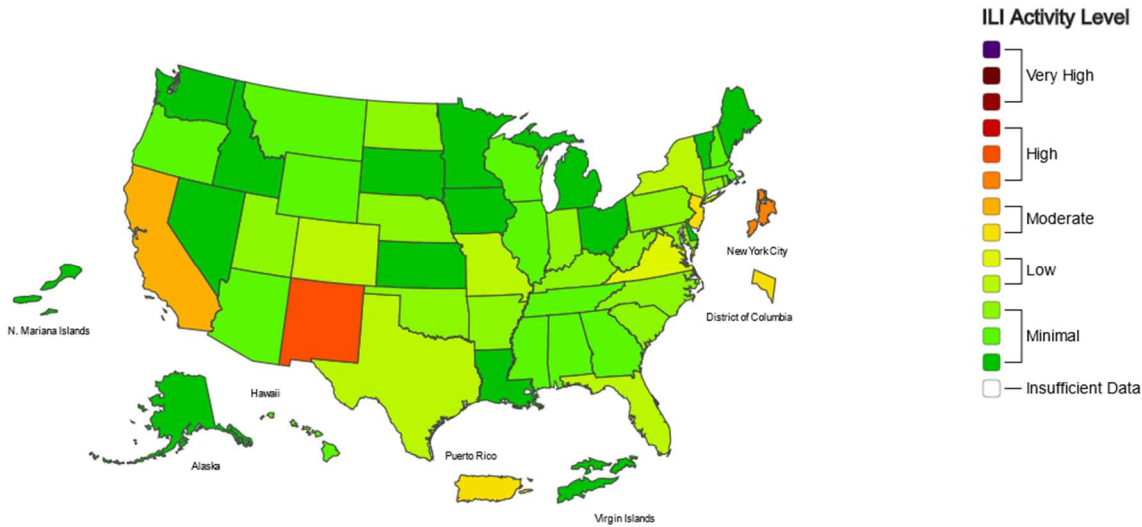 ILI Activity Level
Very High
High
Moderate
Low
Minimal
Insufficient Data
New York City
District of Columbia
N. Mariana Islands
Hawaii
Alaska
Puerto Rico
Virgin Islands